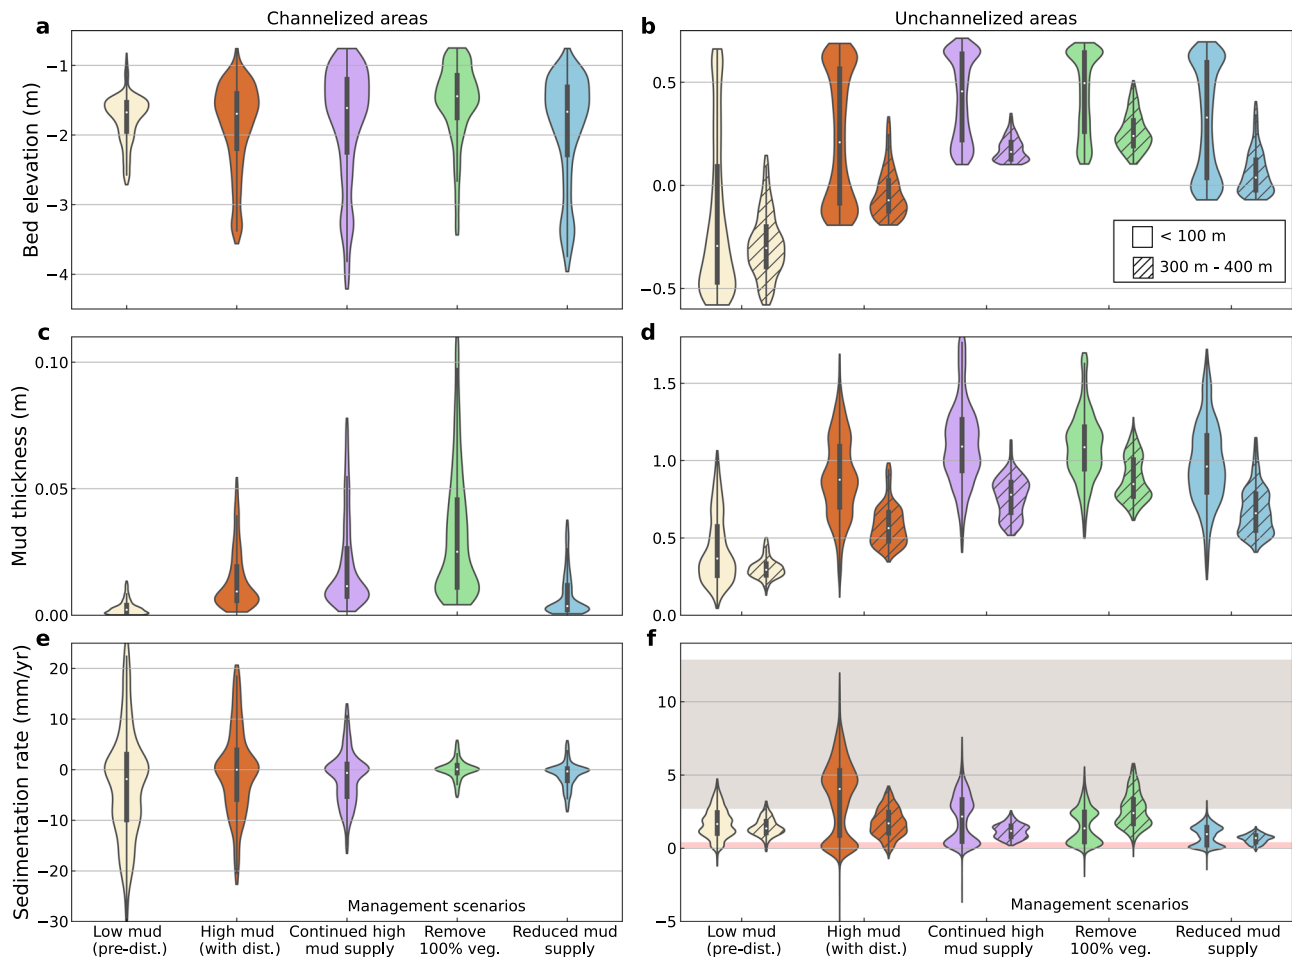 Channelized areas
Unchannelized areas
a
b
Bed elevation (m)
−1
−2
−3
−4
0.5
0.0
−0.5
< 100 m
300 m - 400 m
c
d
Mud thickness (m)
0.10
0.05
0.00
1.5
1.0
0.5
0.0
e
f
Sedimentation rate (mm/yr)
20
10
0
−10
−20
−30
10
5
0
−5
Management scenarios
Management scenarios
Low mud
(pre-dist.)
High mud
(with dist.)
Continued high
mud supply
Remove
100% veg.
Reduced mud
supply
Low mud
(pre-dist.)
High mud
(with dist.)
Continued high
mud supply
Remove
100% veg.
Reduced mud
supply